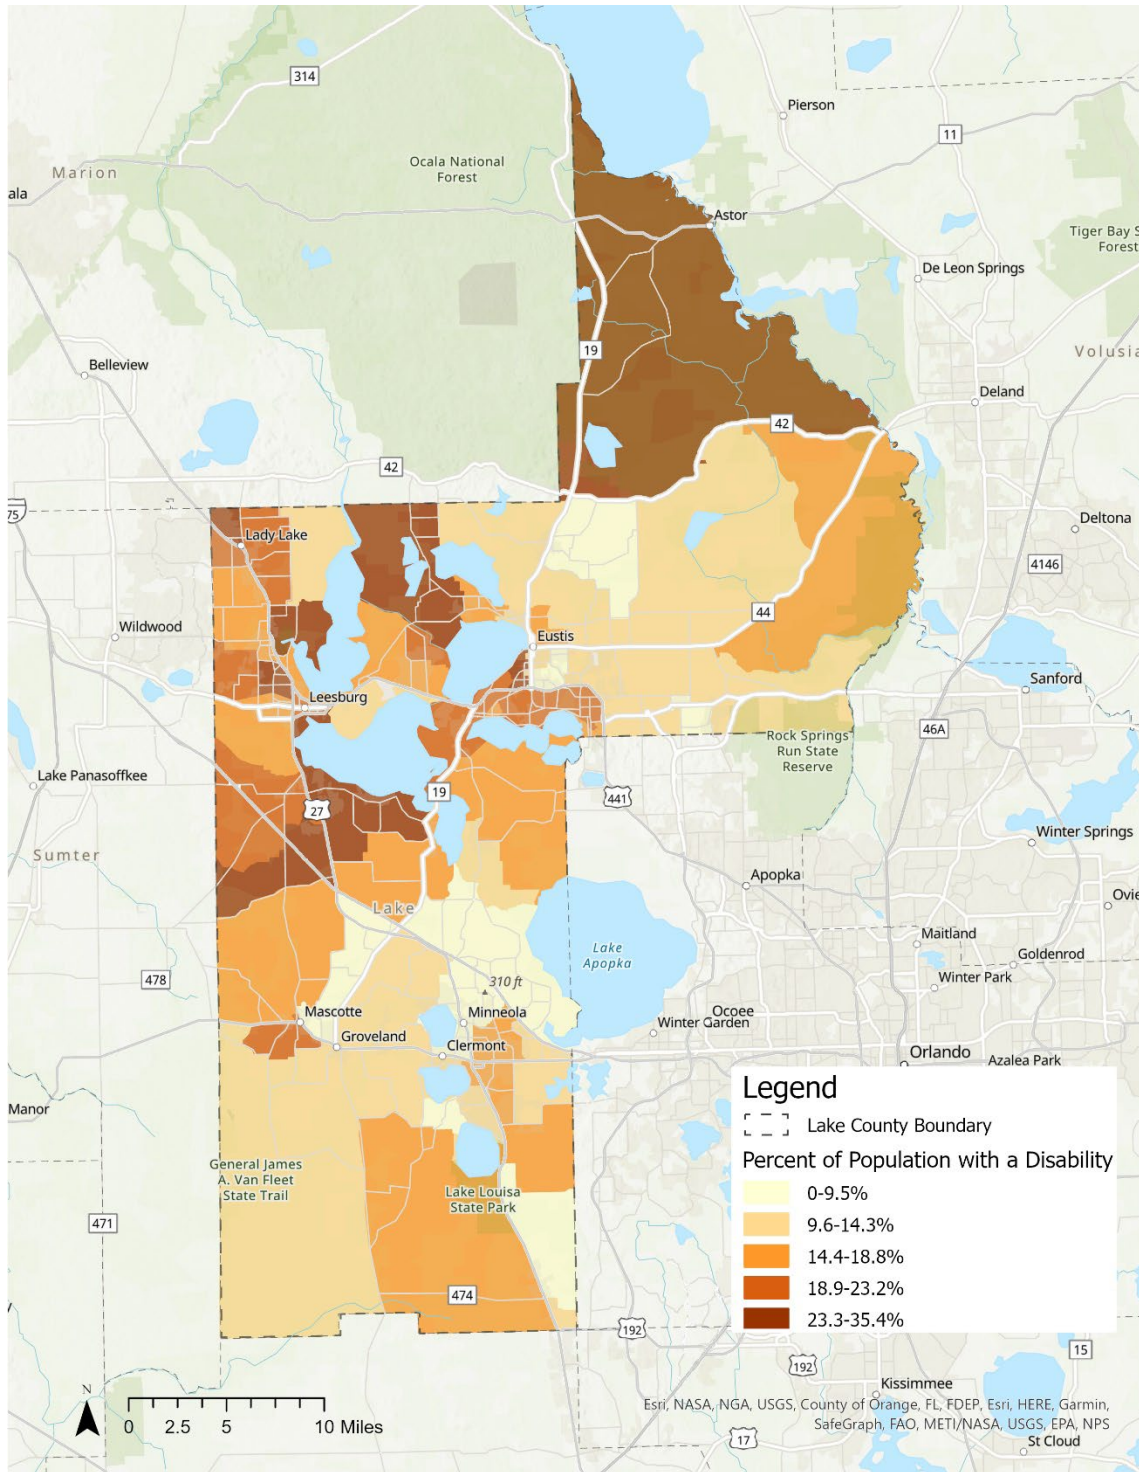 314
Pierson
11
Ocala National
Forest
Marion
ala
Astor
Tiger Bay S
Forest
De Leon Springs
19
Belleview
Volusia
Deland
42
42
75
Deltona
Lady Lake
4146
Wildwood
44
Eustis
Sanford
Leesburg
46A
Rock Springs
Run State
Reserve
Lake Panasoffkee
19
441
27
Winter Springs
Sumter
Apopka
Ovie
Lake
Maitland
Lake
Apopka
Goldenrod
478
310 ft
Winter Park
Mascotte
Minneola
Ocoee
Winter Garden
Groveland
Clermont
Orlando
Azalea Park
Manor
General James
A. Van Fleet
State Trail
Lake Louisa
State Park
471
474
192
192
15
Kissimmee
17
St Cloud
Legend
Lake County Boundary
Percent of Population with a Disability
0-9.5%
9.6-14.3%
14.4-18.8%
18.9-23.2%
23.3-35.4%
N
0 2.5 5 10 Miles
Esri, NASA, NGA, USGS, County of Orange, FL, FDEP, Esri, HERE, Garmin,
SafeGraph, FAO, METI/NASA, USGS, EPA, NPS